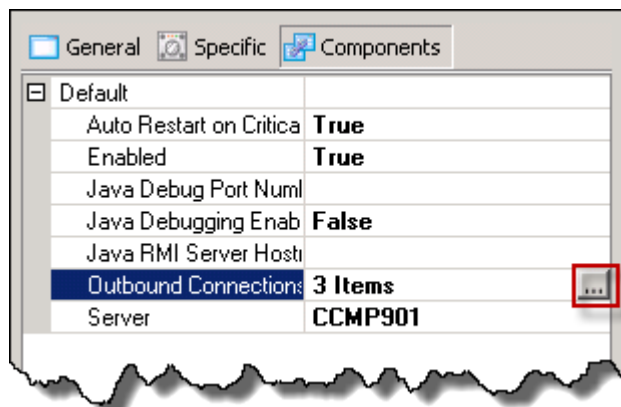 General Specific Components
Default
Auto Restart on Critica True
Enabled True
Java Debug Port Numl
Java Debugging Enab False
Java RMI Server Host
Outbound Connections 3 Items ...
Server CCMP901